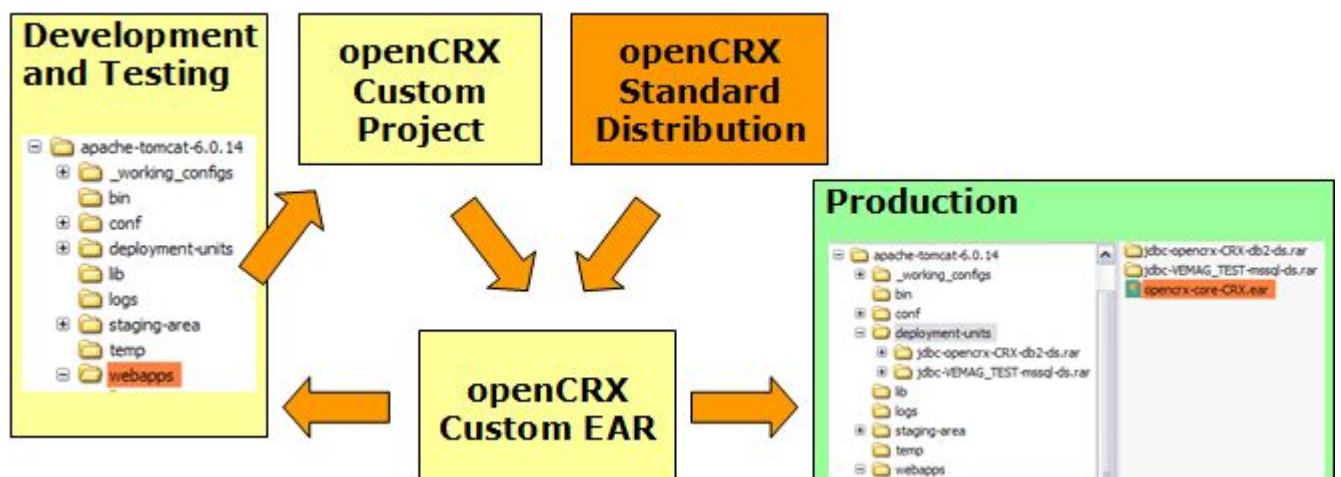 Development
and Testing
apache-tomcat-6.0.14
_working_configs
bin
conf
deployment-units
lib
logs
staging-area
temp
webapps
openCRX
Custom
Project
openCRX
Standard
Distribution
openCRX
Custom EAR
Production
apache-tomcat-6.0.14
_working_configs
bin
conf
deployment-units
jdbc-opencrx-CRX-db2-ds.rar
jdbc-VEMAG_TEST-mssql-ds.rar
lib
logs
staging-area
temp
webapps
jdbc-opencrx-CRX-db2-ds.rar
jdbc-VEMAG_TEST-mssql-ds.rar
opencrx-core-CRX.ear